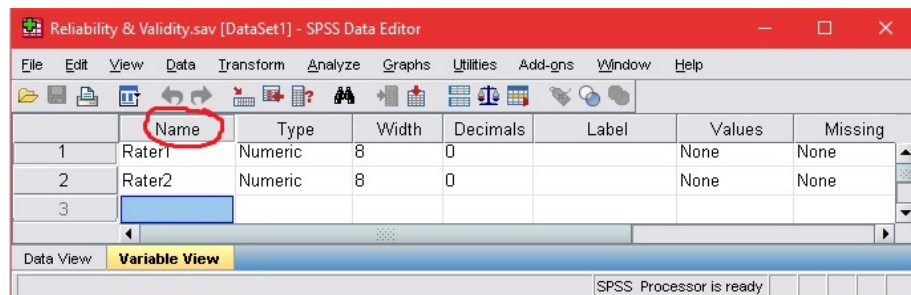 Reliability & Validity.sav [DataSet1] - SPSS Data Editor
File Edit View Data Transform Analyze Graphs Utilities Add-ons Window Help
Name Type Width Decimals Label Values Missing
1 Rater1 Numeric 8 0 None None
2 Rater2 Numeric 8 0 None None
3
Data View Variable View
SPSS Processor is ready